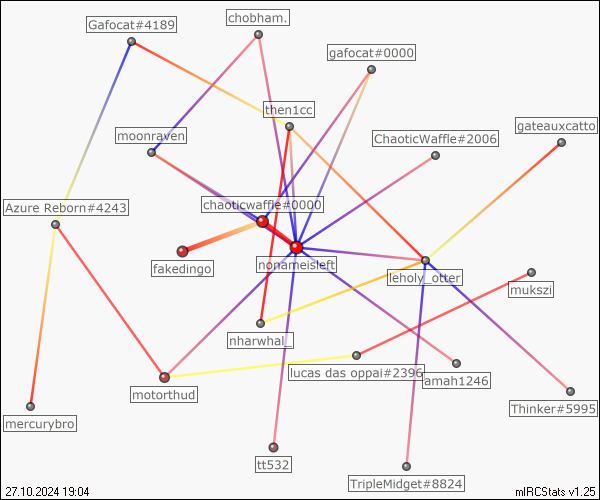 chobham.
Gafocat#4189
gafocat#0000
then1cc
gateauxcatto
moonraven
ChaoticWaffle#2006
Azure Reborn#4243
chaoticwaffle#0000
fakedingo
nonameisleft
leholy_otter
mukszi
nharwhal_
lucas das oppai#2396
amah1246
motorthud
Thinker#5995
mercurybro
tt532
TripleMidget#8824
27.10.2024 19:04
mIRCStats v1.25